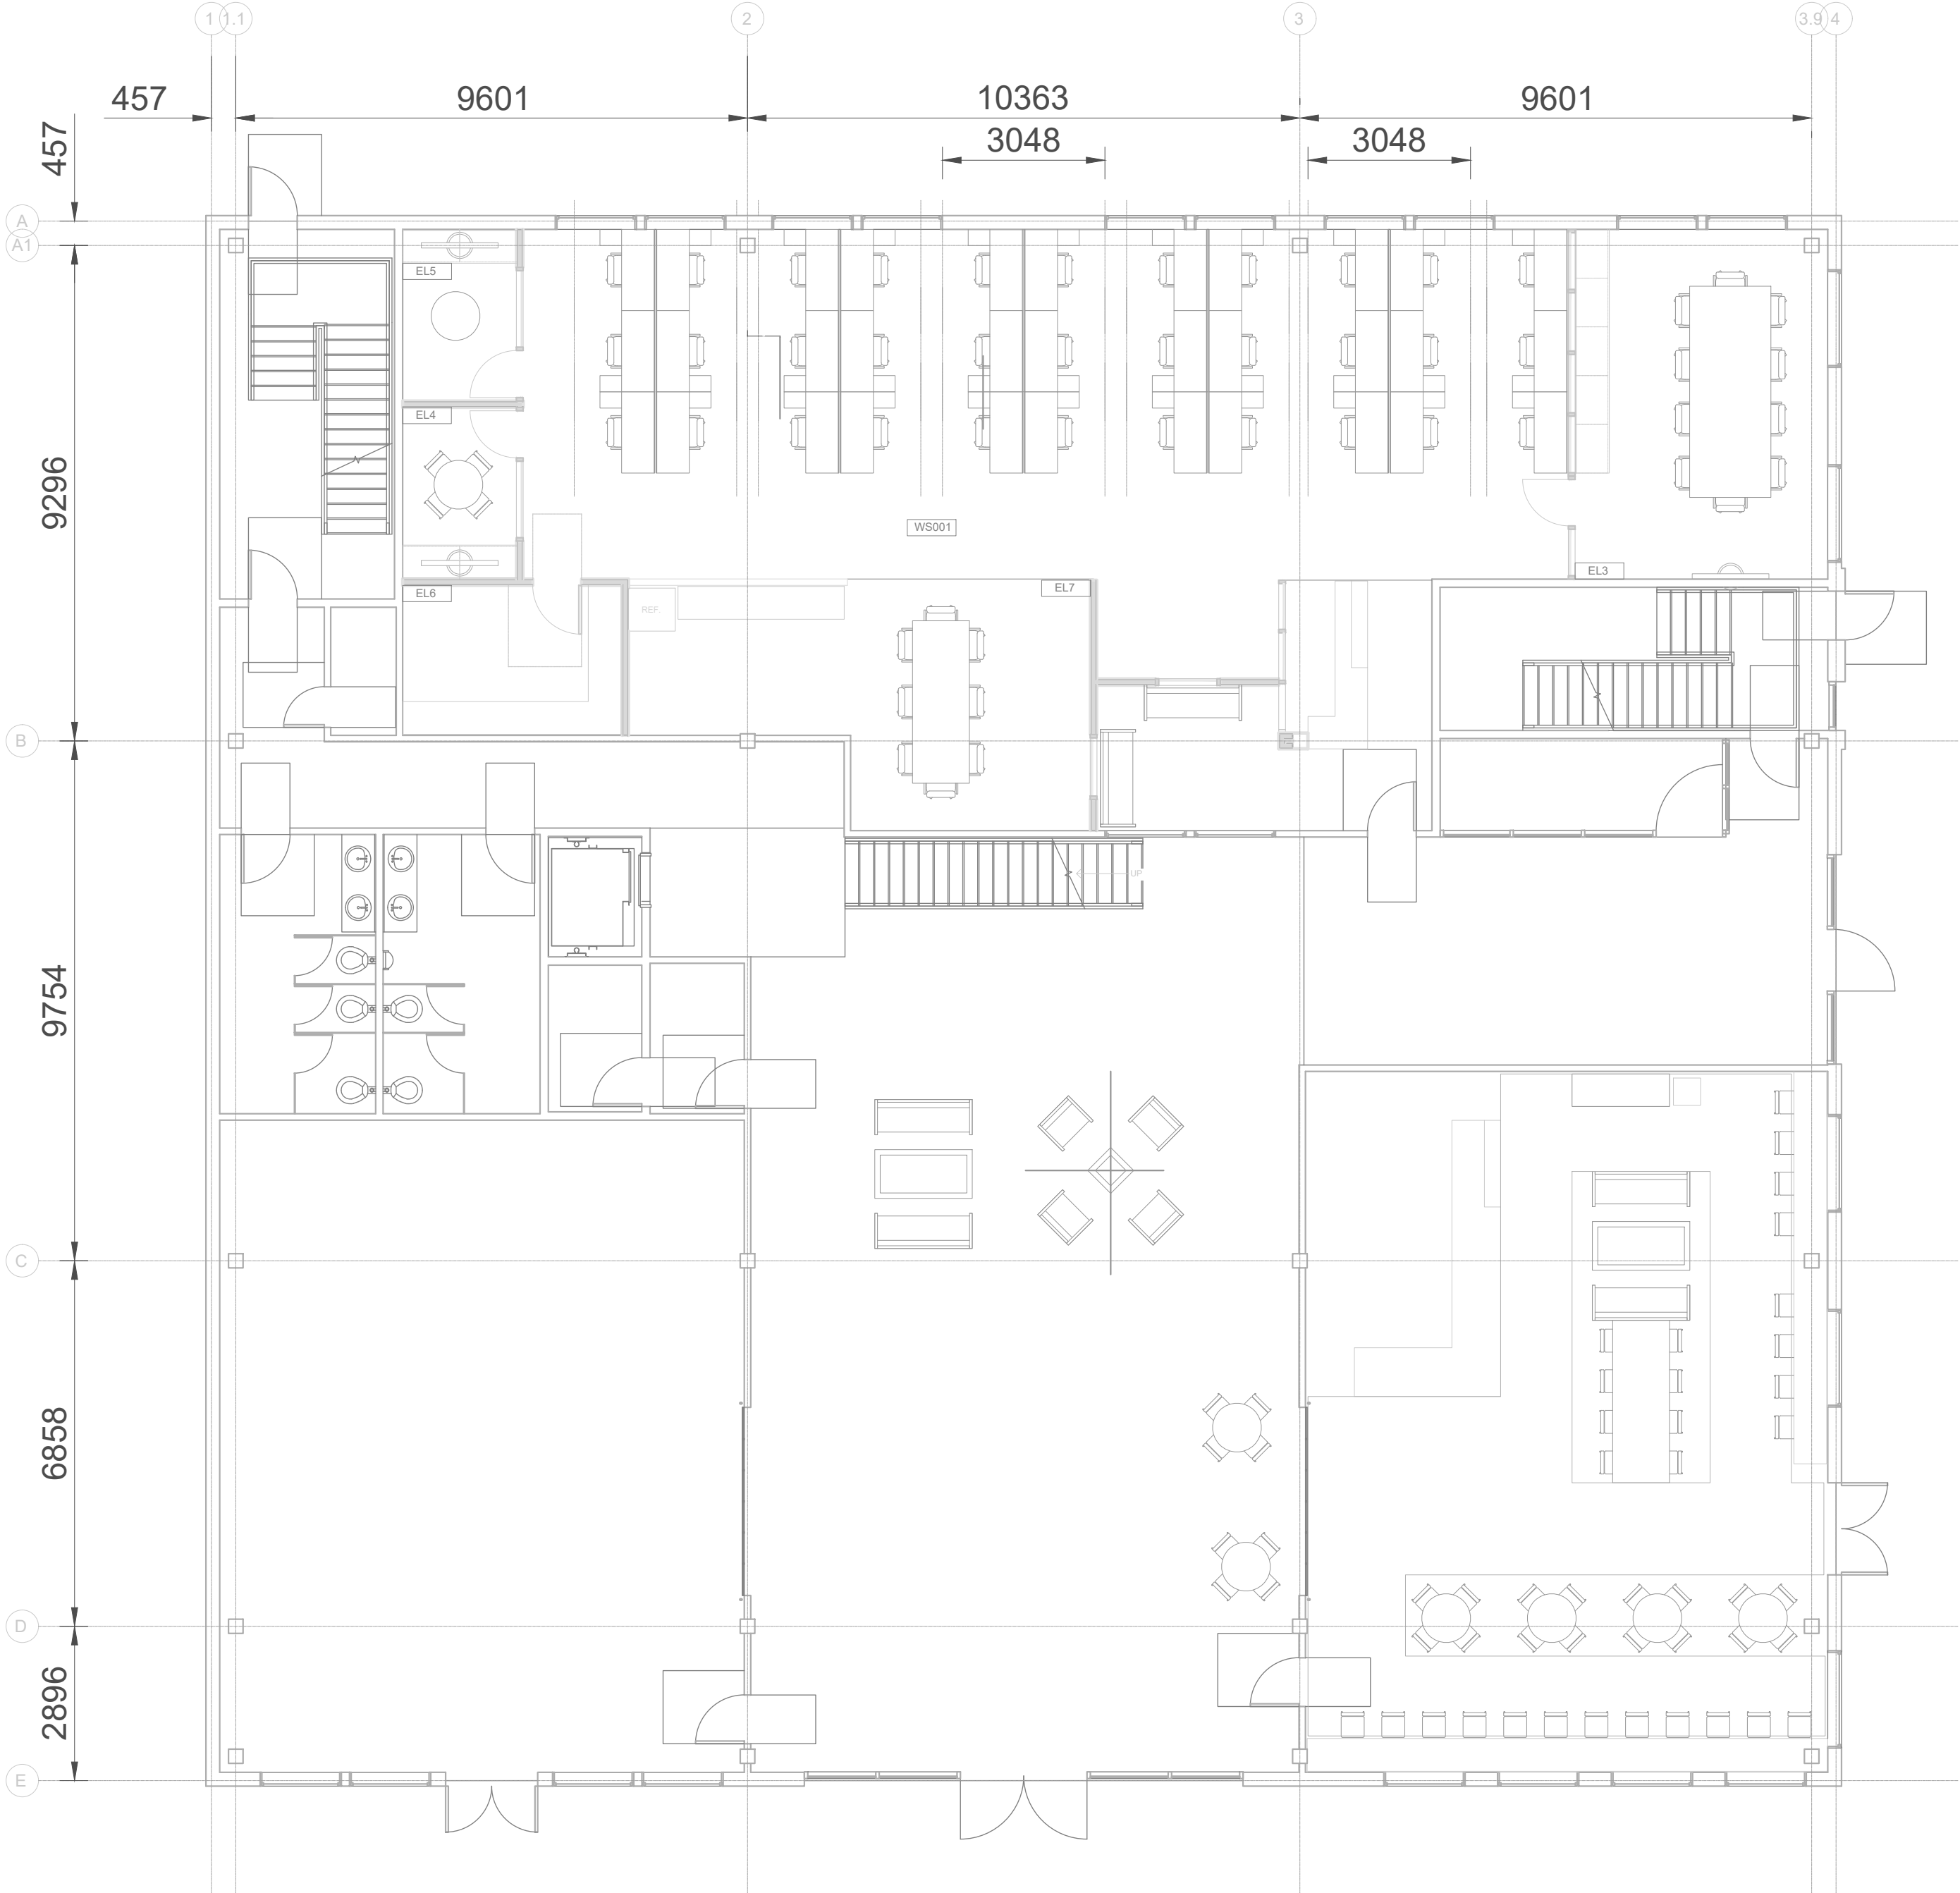 1 1.1 2 3 3.9 4
457 9601 10363 9601
3048 3048
457
A
A1
EL5
EL4
9296
WS001
EL3
EL6 EL7
REF.
B
UP
9754
C
6858
D
2896
E